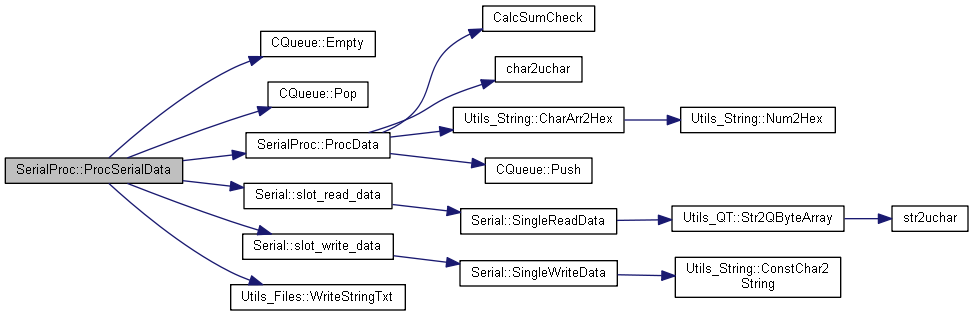 CalcSumCheck
CQueue::Empty
char2uchar
CQueue::Pop
Utils_String::CharArr2Hex
Utils_String::Num2Hex
SerialProc::ProcData
SerialProc::ProcSerialData
CQueue::Push
Serial::slot_read_data
Serial::SingleReadData
Utils_QT::Str2QByteArray
str2uchar
Serial::slot_write_data
Serial::SingleWriteData
Utils_String::ConstChar2
String
Utils_Files::WriteStringTxt